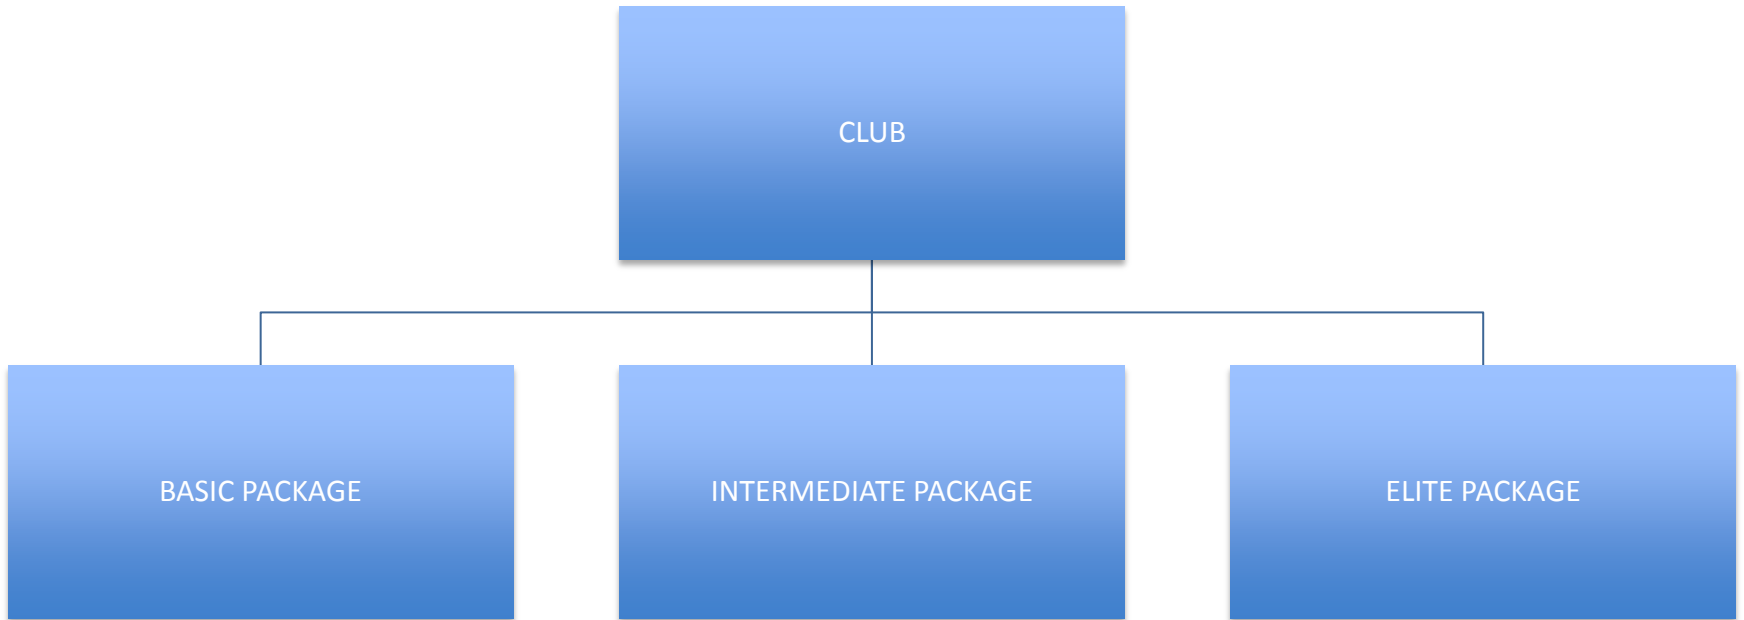 CLUB
BASIC PACKAGE
INTERMEDIATE PACKAGE
ELITE PACKAGE